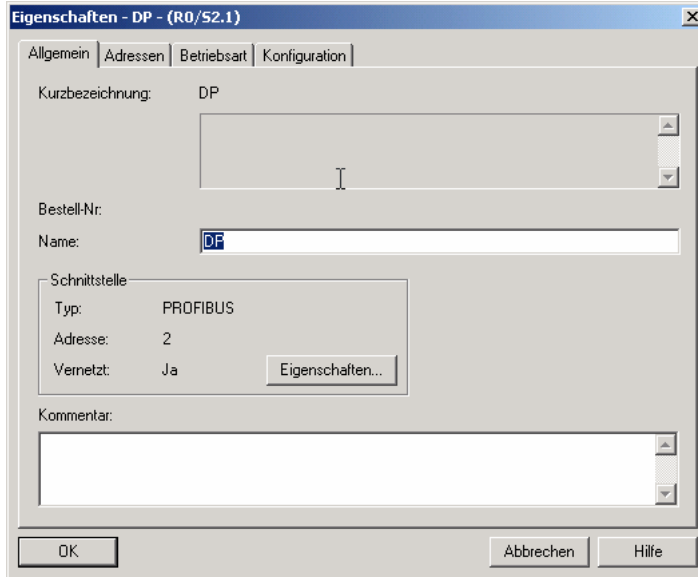 Eigenschaften - DP - (R0/S2.1)
Allgemein Adressen Betriebsart Konfiguration
Kurzbezeichnung: DP
Bestell-Nr:
Name: DP
Schnittstelle
Typ: PROFIBUS
Adresse: 2
Vernetzt: Ja Eigenschaften...
Kommentar:
OK Abbrechen Hilfe